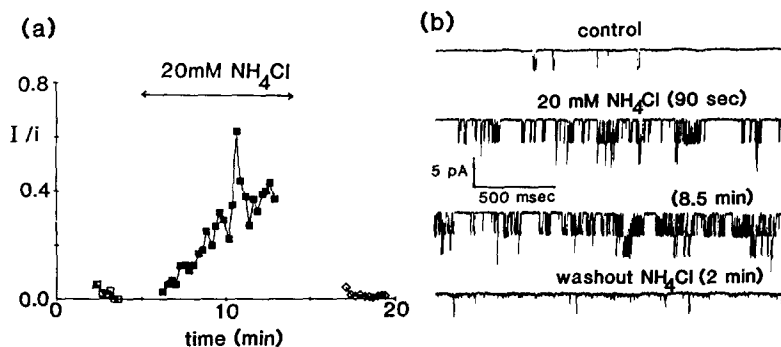 (a)
20mM NH4Cl
0.8
I/i
0.4
0.0
0
10
20
time (min)
(b)
control
20 mM NH4Cl (90 sec)
5 pA
500 msec
(8.5 min)
washout NH4Cl (2 min)